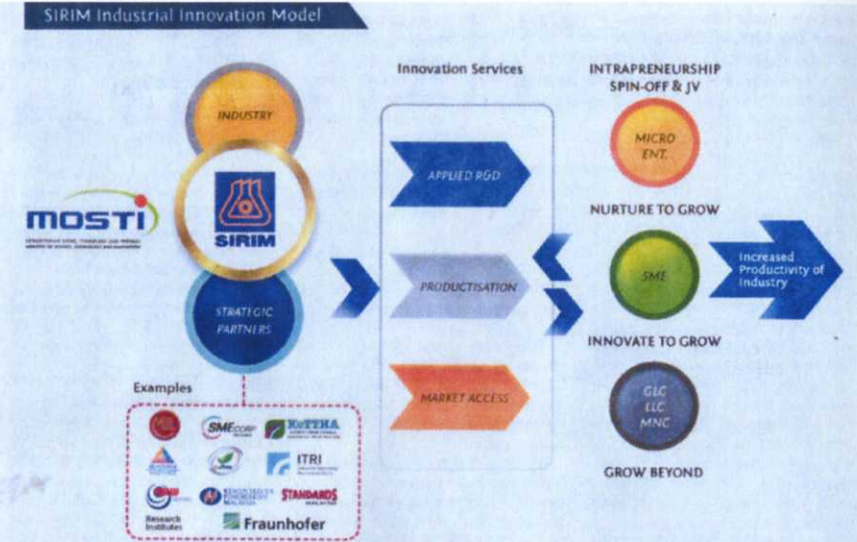 SIRIM Industrial Innovation Model
INDUSTRY
MOSTI
SIRIM
STRATEGIC
PARTNERS
Innovation Services
APPLIED R&D
PRODUCTISATION
MARKET ACCESS
INTRAPRENEURSHIP
SPIN-OFF & JV
MICRO
ENT.
NURTURE TO GROW
SME
INNOVATE TO GROW
GLC
LLC
MNC
GROW BEYOND
Increased
Productivity of
Industry
Examples
SMECORP
KeTTHA
ITRI
STANDARDS
Research
Institutes
Fraunhofer